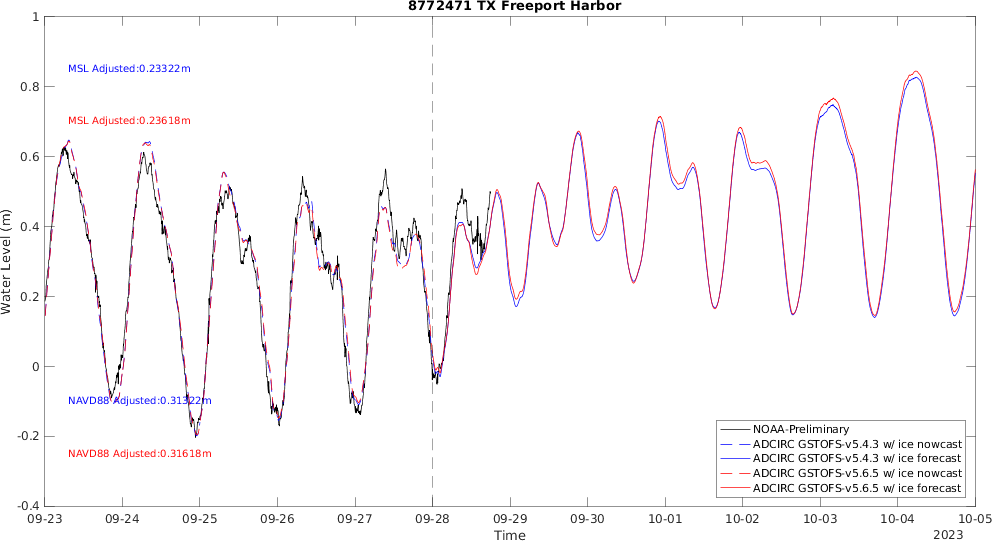 8772471 TX Freeport Harbor
1
0.8
0.6
0.4
0.2
0
-0.2
-0.4
Water Level (m)
MSL Adjusted:0.23322m
MSL Adjusted:0.23618m
NAVD88 Adjusted:0.31322m
NAVD88 Adjusted:0.31618m
NOAA-Preliminary
ADCIRC GSTOFS-v5.4.3 w/ ice nowcast
ADCIRC GSTOFS-v5.4.3 w/ ice forecast
ADCIRC GSTOFS-v5.6.5 w/ ice nowcast
ADCIRC GSTOFS-v5.6.5 w/ ice forecast
09-23 09-24 09-25 09-26 09-27 09-28 09-29 09-30 10-01 10-02 10-03 10-04 10-05
Time
2023